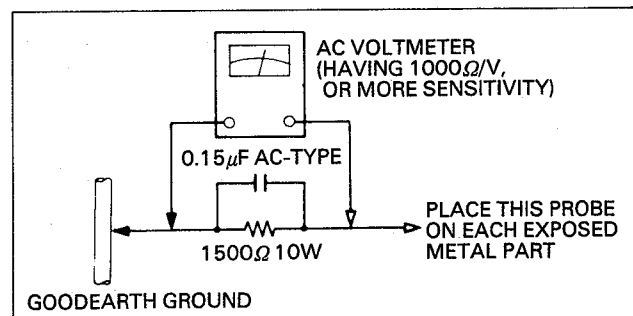 AC VOLTMETER
(HAVING 1000Ω/V,
OR MORE SENSITIVITY)
0.15µF AC-TYPE
1500Ω 10W
PLACE THIS PROBE
ON EACH EXPOSED
METAL PART
GOODEARTH GROUND